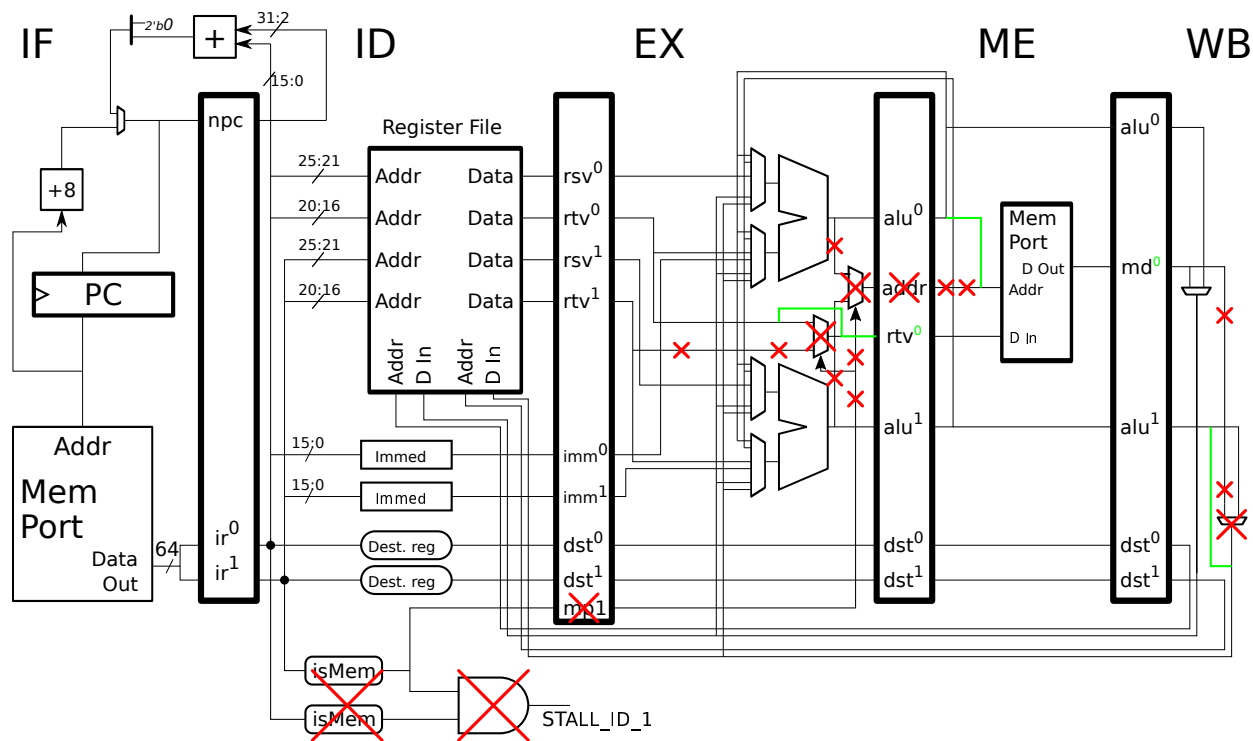 IF
ID
EX
ME
WB
2'b0
31:2
+
15:0
npc
+8
PC
Addr
Mem
Port
Data
Out
64
ir0
ir1
Register File
25:21
20:16
25:21
20:16
Addr Data
Addr Data
Addr Data
Addr Data
Addr
D In
Addr
D In
15:0
Immed
15:0
Immed
Dest. reg
Dest. reg
isMem
isMem
STALL_ID_1
rsv0
rtv0
rsv1
rtv1
imm0
imm1
dst0
dst1
mp1
alu0
addr
rtv0
alu1
dst0
dst1
Mem
Port
D Out
Addr
D In
alu0
md0
alu1
dst0
dst1